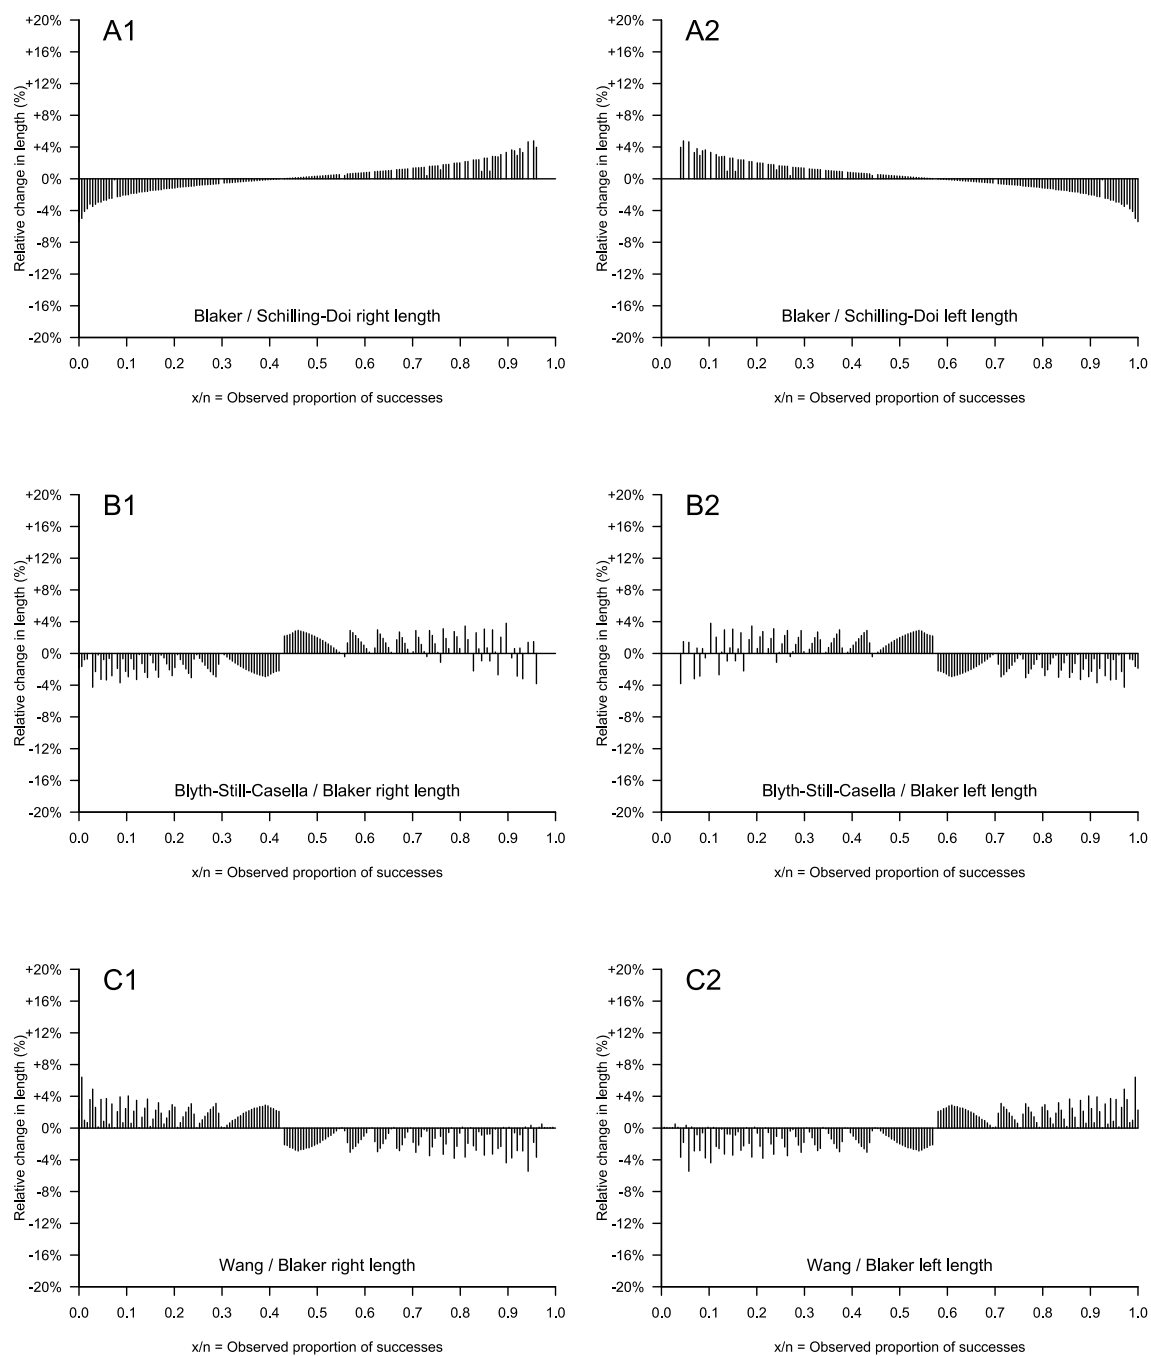 A1
Relative change in length (%)
+20%
+16%
+12%
+8%
+4%
0%
-4%
-8%
-12%
-16%
-20%
Blaker / Schilling-Doi right length
0.0 0.1 0.2 0.3 0.4 0.5 0.6 0.7 0.8 0.9 1.0
x/n = Observed proportion of successes
A2
Relative change in length (%)
+20%
+16%
+12%
+8%
+4%
0%
-4%
-8%
-12%
-16%
-20%
Blaker / Schilling-Doi left length
0.0 0.1 0.2 0.3 0.4 0.5 0.6 0.7 0.8 0.9 1.0
x/n = Observed proportion of successes
B1
Relative change in length (%)
+20%
+16%
+12%
+8%
+4%
0%
-4%
-8%
-12%
-16%
-20%
Blyth-Still-Casella / Blaker right length
0.0 0.1 0.2 0.3 0.4 0.5 0.6 0.7 0.8 0.9 1.0
x/n = Observed proportion of successes
B2
Relative change in length (%)
+20%
+16%
+12%
+8%
+4%
0%
-4%
-8%
-12%
-16%
-20%
Blyth-Still-Casella / Blaker left length
0.0 0.1 0.2 0.3 0.4 0.5 0.6 0.7 0.8 0.9 1.0
x/n = Observed proportion of successes
C1
Relative change in length (%)
+20%
+16%
+12%
+8%
+4%
0%
-4%
-8%
-12%
-16%
-20%
Wang / Blaker right length
0.0 0.1 0.2 0.3 0.4 0.5 0.6 0.7 0.8 0.9 1.0
x/n = Observed proportion of successes
C2
Relative change in length (%)
+20%
+16%
+12%
+8%
+4%
0%
-4%
-8%
-12%
-16%
-20%
Wang / Blaker left length
0.0 0.1 0.2 0.3 0.4 0.5 0.6 0.7 0.8 0.9 1.0
x/n = Observed proportion of successes